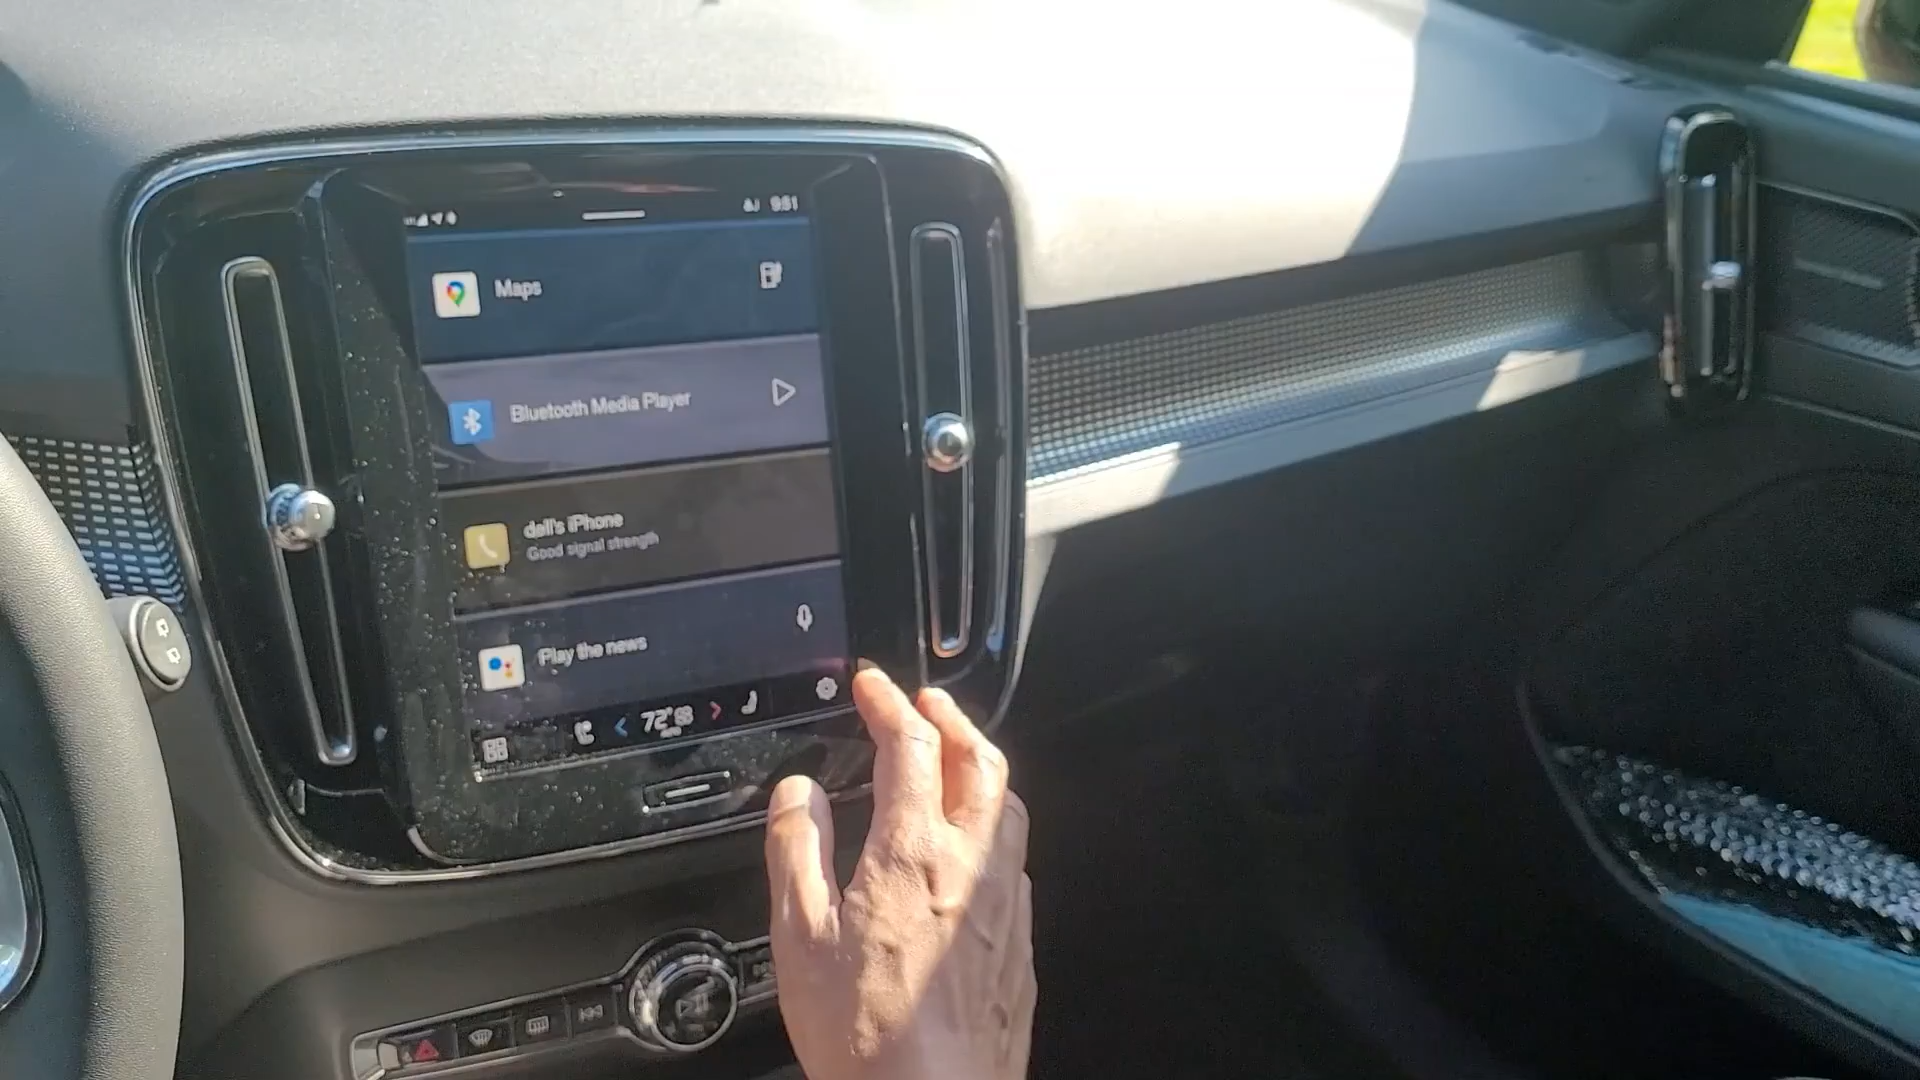 9:51
Maps
Bluetooth Media Player
dell's iPhone
Good signal strength
Play the news
72°